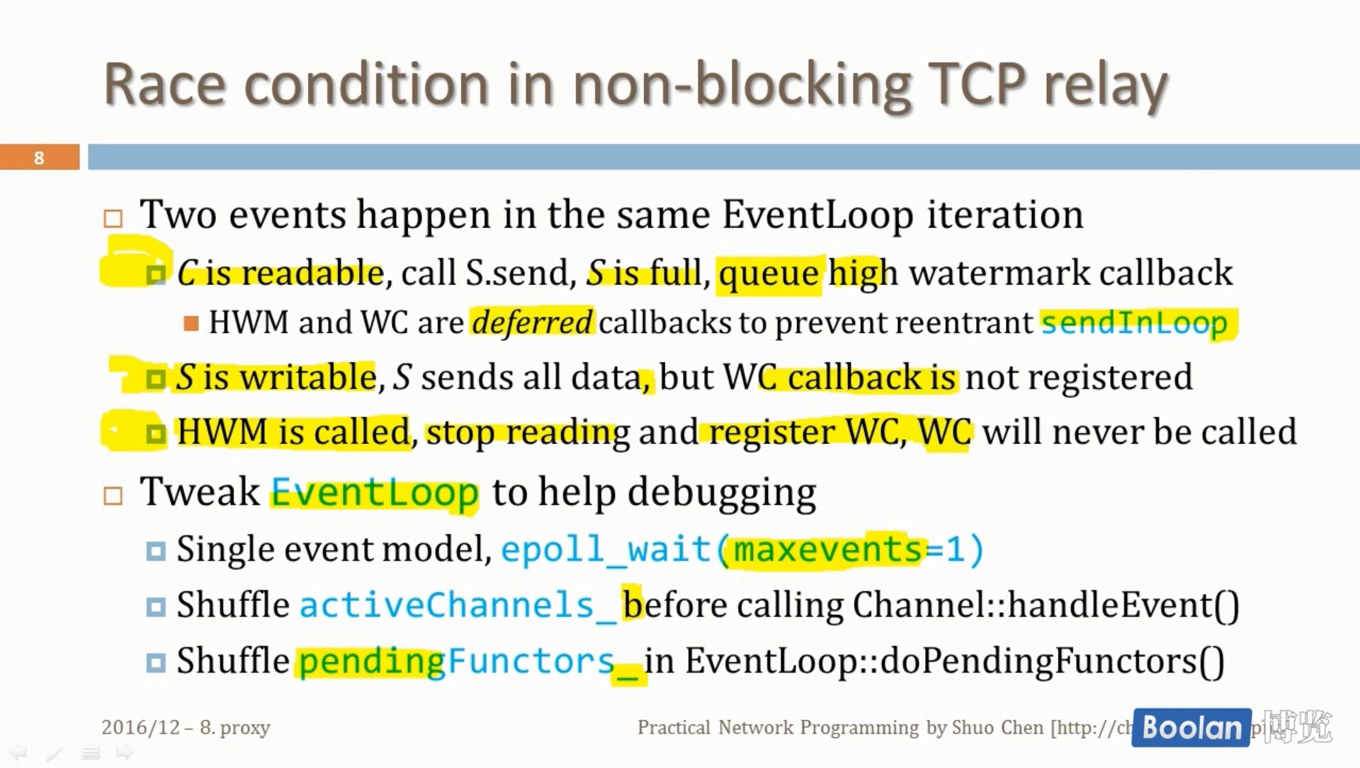 Race condition in non-blocking TCP relay
8
Two events happen in the same EventLoop iteration
C is readable, call S.send, S is full, queue high watermark callback
HWM and WC are deferred callbacks to prevent reentrant sendInLoop
S is writable, S sends all data, but WC callback is not registered
HWM is called, stop reading and register WC, WC will never be called
Tweak EventLoop to help debugging
Single event model, epoll_wait(maxevents=1)
Shuffle activeChannels_ before calling Channel::handleEvent()
Shuffle pendingFunctors_ in EventLoop::doPendingFunctors()
2016/12 – 8. proxy
Practical Network Programming by Shuo Chen [http://ch
Boolan 博览